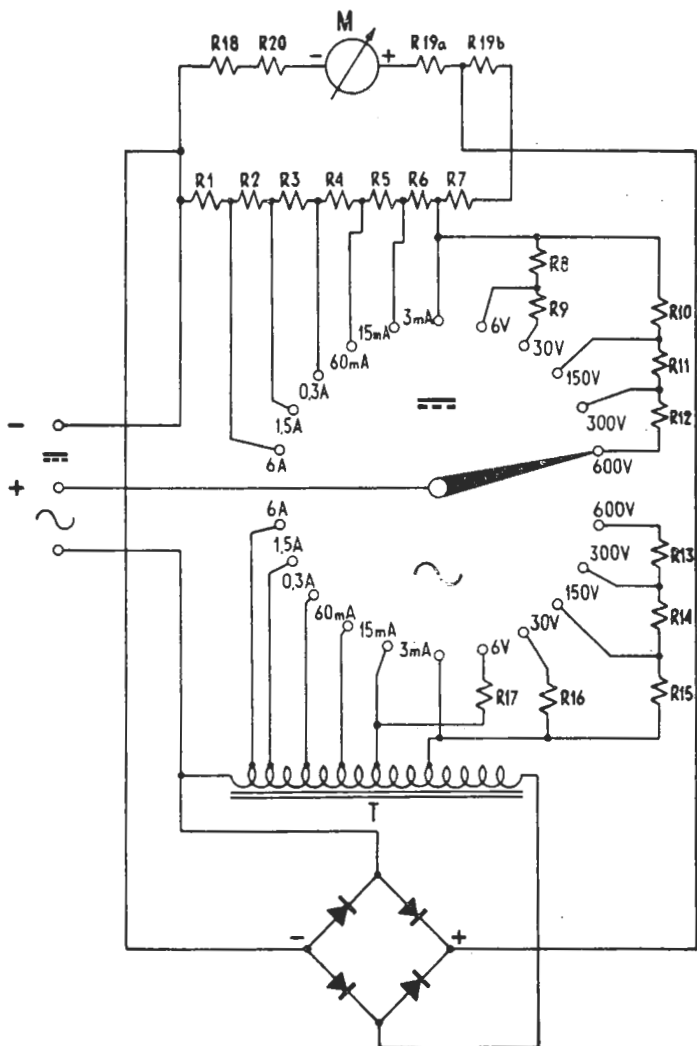 M
R18 R20 - + R19a R19b
R1 R2 R3 R4 R5 R6 R7
R8
R9
R10
R11
R12
3mA
6V
15mA
60mA
30V
0,3A
150V
1,5A
300V
6A
600V
-
+
6A
600V
1,5A
300V
0,3A
150V
60mA
30V
15mA
3mA
6V
R13
R14
R15
R17
R16
T
- +